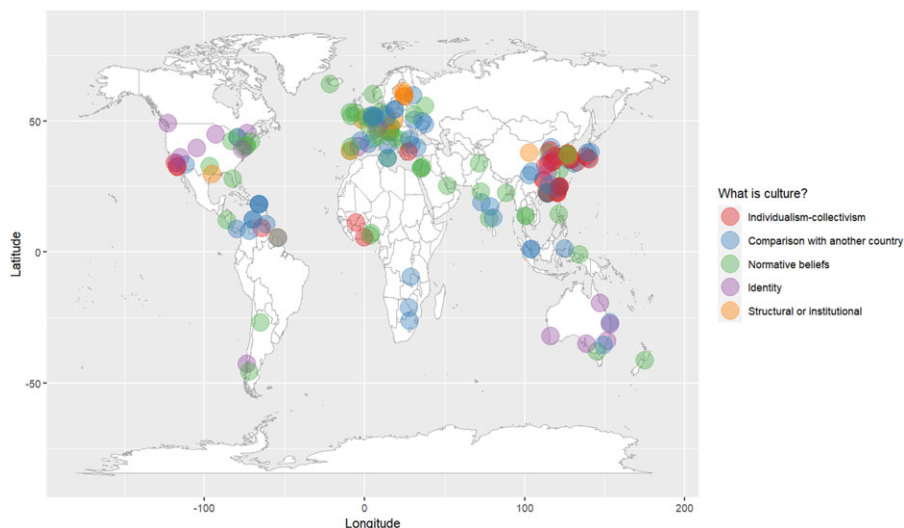 50
0
-50
Latitude
-100
0
100
200
Longitude
What is culture?
Individualism-collectivism
Comparison with another country
Normative beliefs
Identity
Structural or institutional